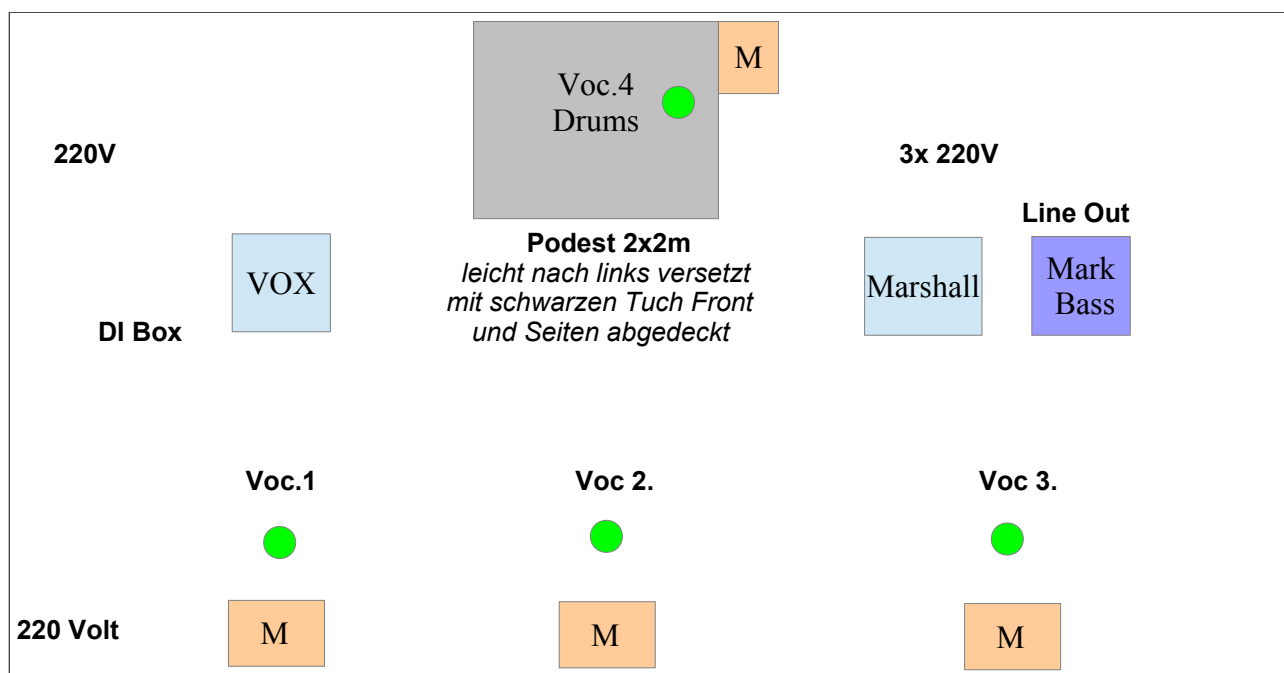 M
Voc.4
Drums
220V
3x 220V
Line Out
Podest 2x2m
leicht nach links versetzt
mit schwarzen Tuch Front
und Seiten abgedeckt
VOX
Marshall
Mark
Bass
DI Box
Voc.1
Voc 2.
Voc 3.
220 Volt
M
M
M